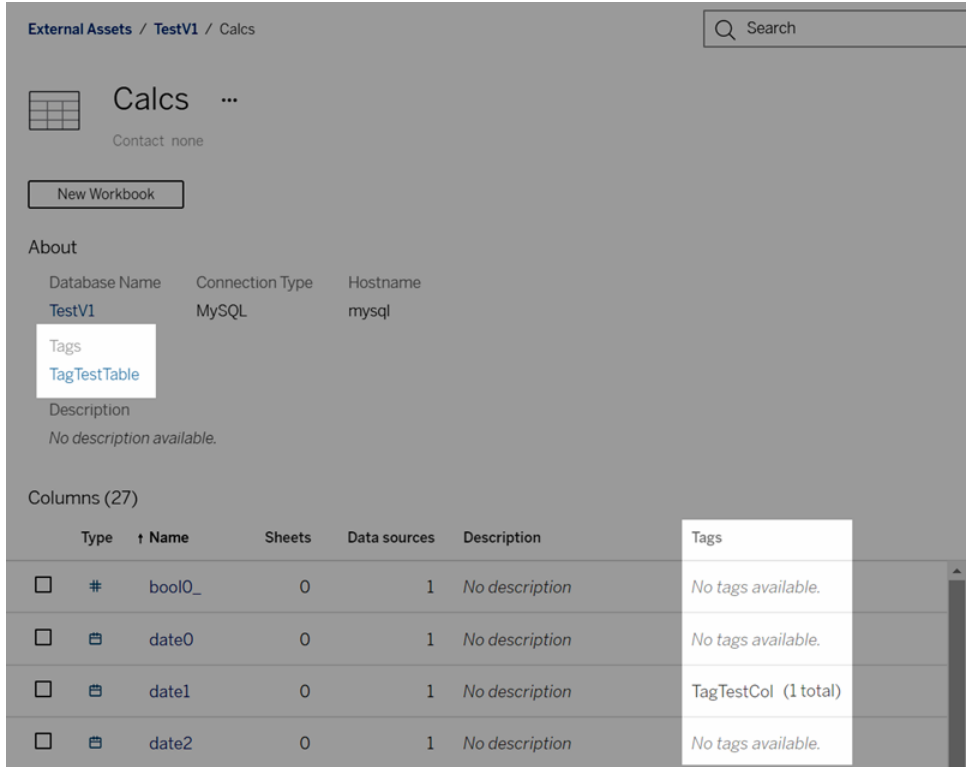 External Assets / TestV1 / Calcs
Search
Calcs ...
Contact none
New Workbook
About
Database Name Connection Type Hostname
TestV1 MySQL mysql
Tags
TagTestTable
Description
No description available.
Columns (27)
Type ↑ Name Sheets Data sources Description Tags
# bool0_ 0 1 No description No tags available.
date0 0 1 No description No tags available.
date1 0 1 No description TagTestCol (1 total)
date2 0 1 No description No tags available.